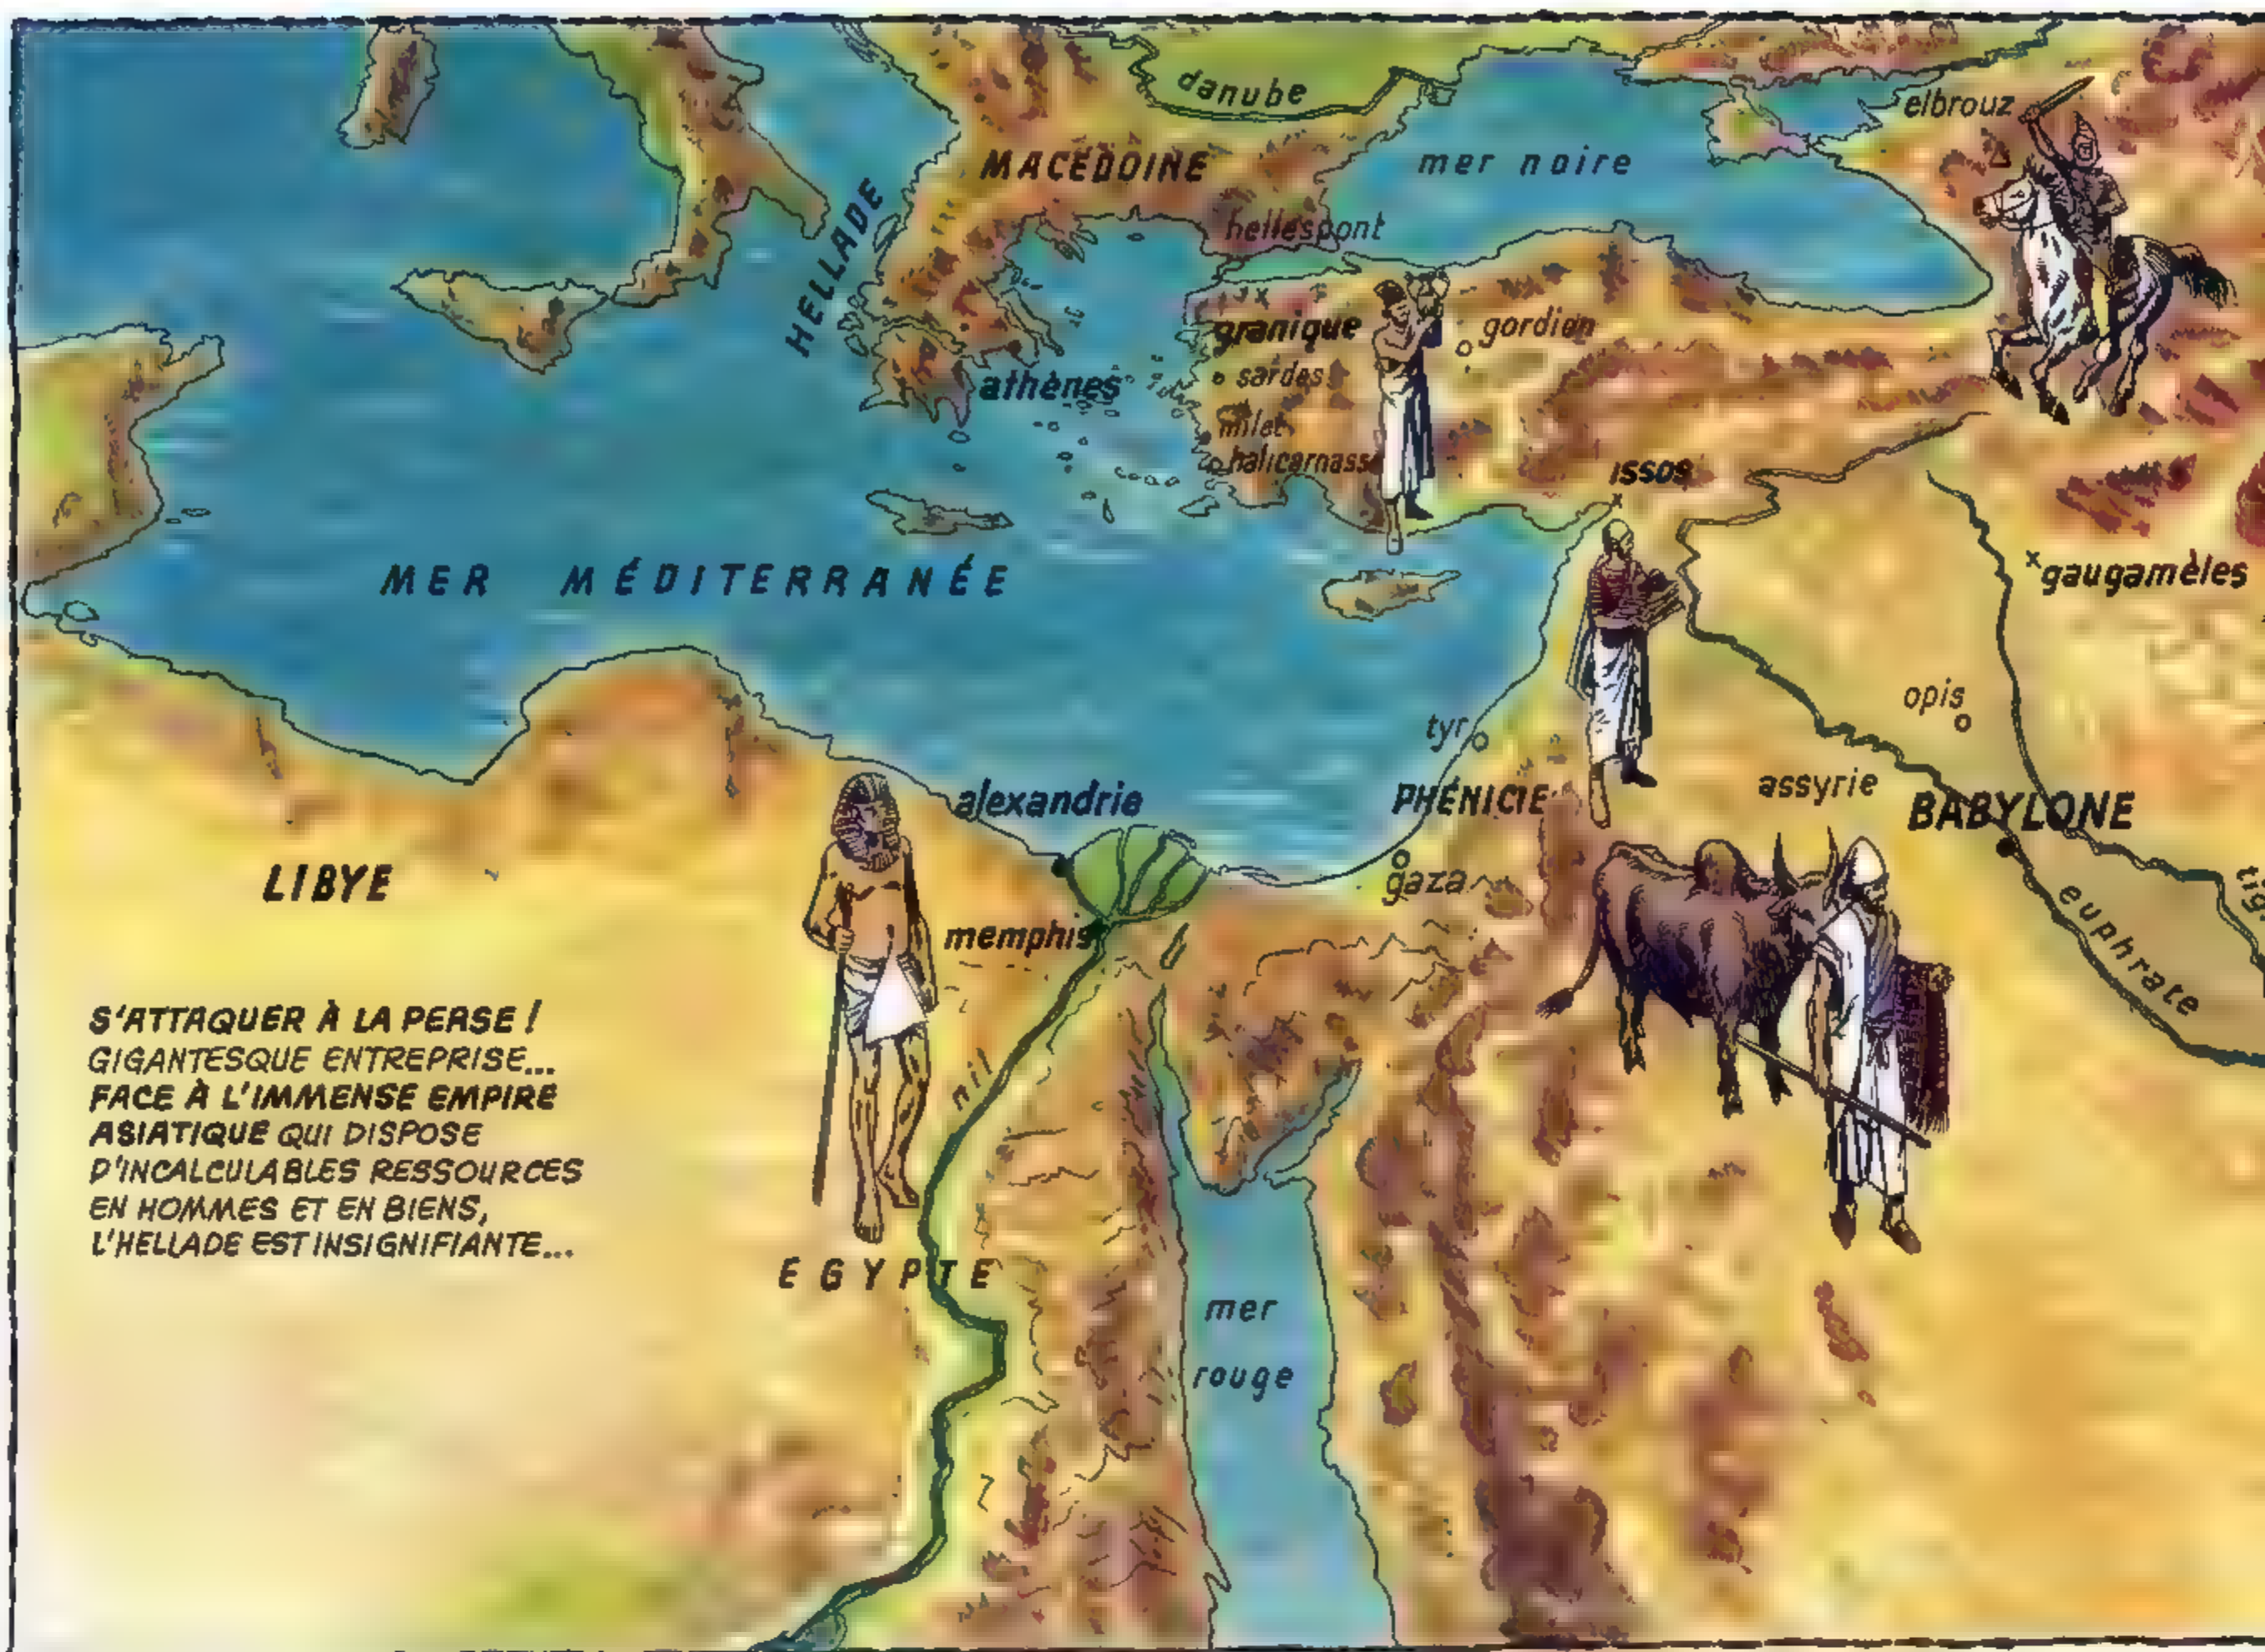 danube
elbrouz
MACÉDOINE
mer noire
HELLADE
hellespont
granique
gordion
sardes
athènes
milet
halicarnasse
issos
MER MÉDITERRANÉE
gaugamèles
opis
tyr
assyrie
alexandrie
PHÉNICIE
BABYLONE
LIBYE
gaza
euphrate
memphis
S'ATTAQUER À LA PERSE !
GIGANTESQUE ENTREPRISE...
FACE À L'IMMENSE EMPIRE
ASIATIQUE QUI DISPOSE
D'INCALCULABLES RESSOURCES
EN HOMMES ET EN BIENS,
L'HELLADE EST INSIGNIFIANTE...
nil
EGYPTE
mer
rouge